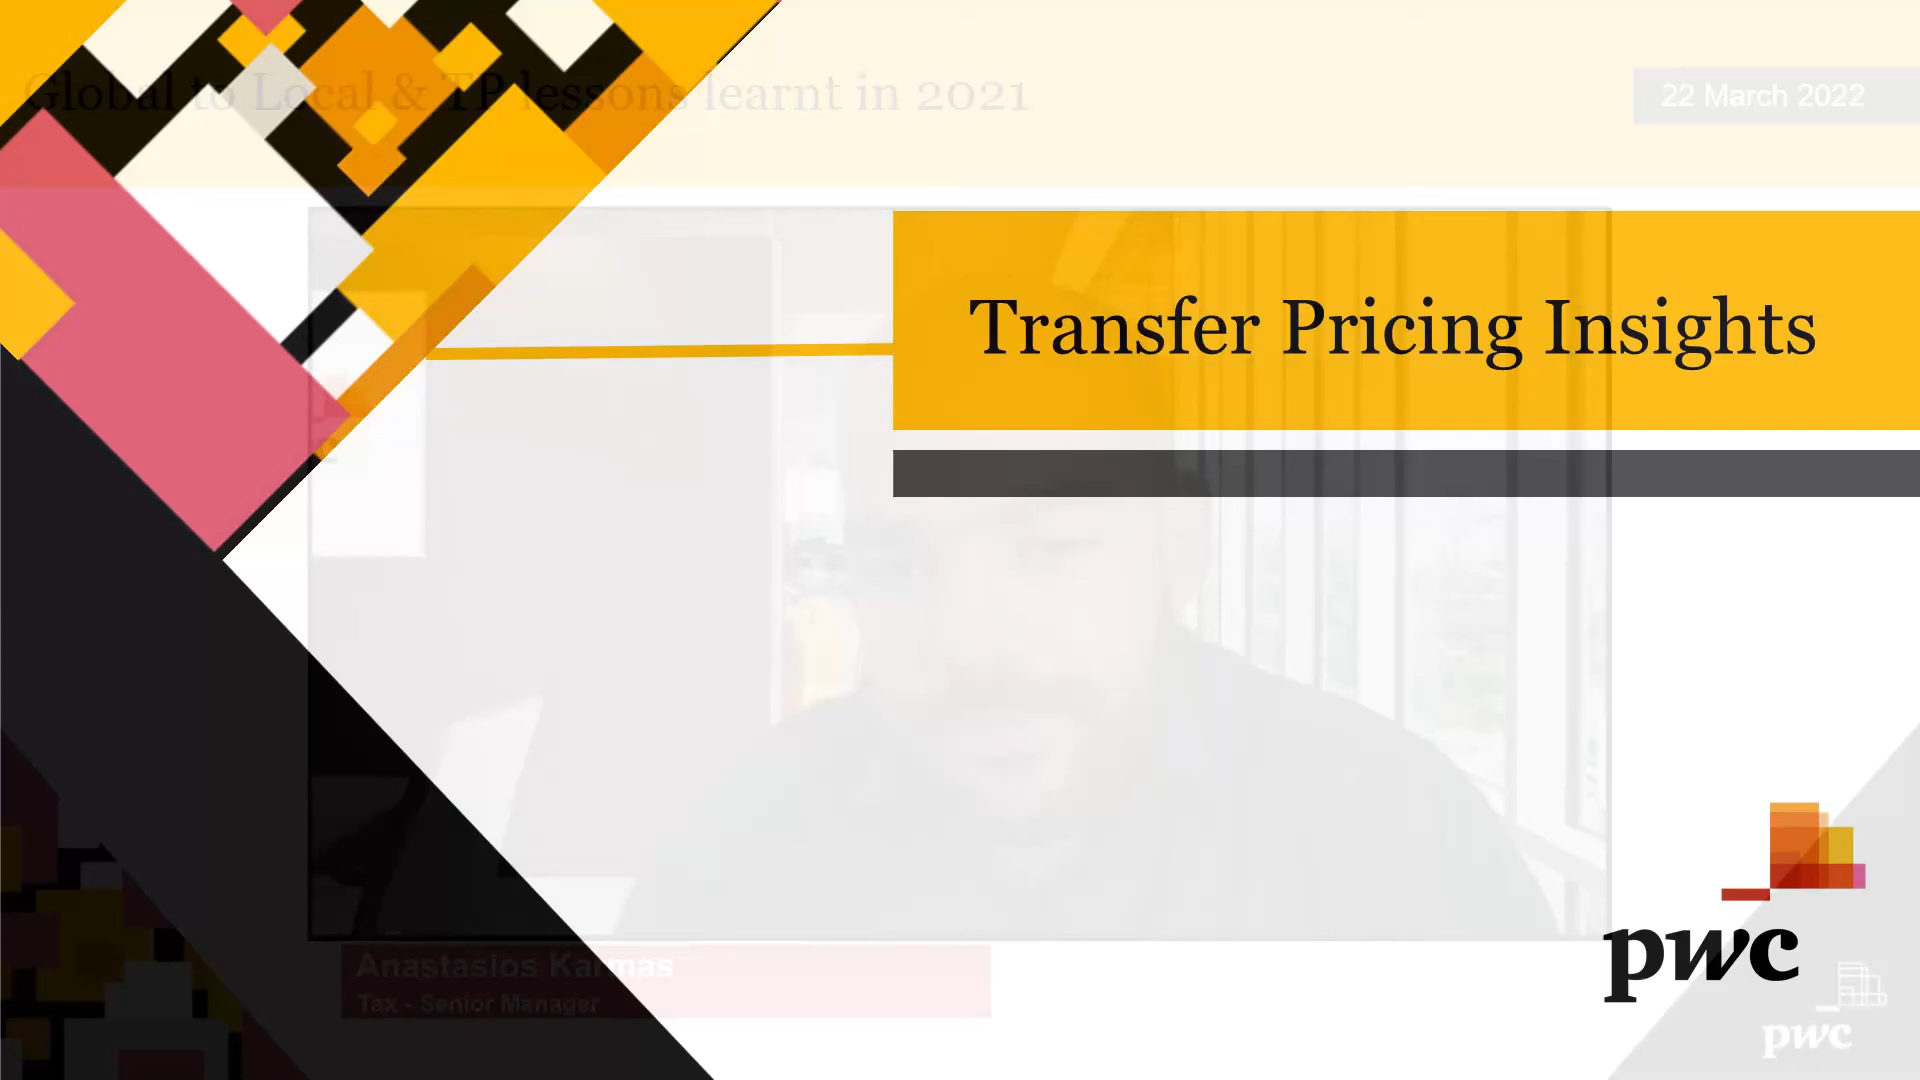 Global to Local & TP lessons learnt in 2021
22 March 2022
Transfer Pricing Insights
Anastasios Karmas
Tax - Senior Manager
pwc
pwc